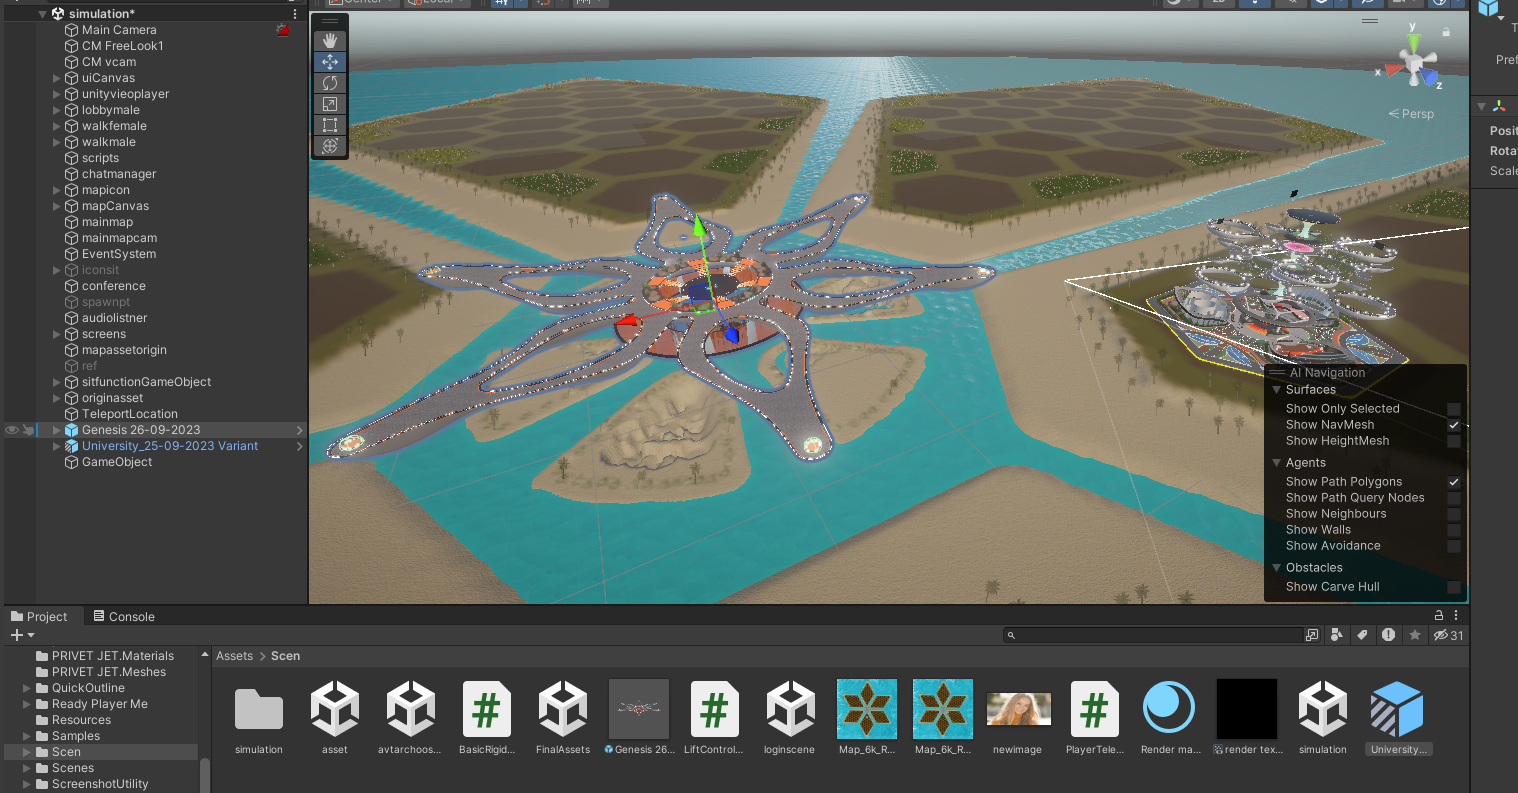 simulation*
Main Camera
CM FreeLook1
CM vcam
uiCanvas
unityvieoplayer
lobbymale
walkfemale
walkmale
scripts
chatmanager
mapicon
mapCanvas
mainmap
mainmapcam
EventSystem
iconsit
conference
spawnpt
audiolistner
screens
mapassetorigin
ref
sitfunctionGameObject
originasset
TeleportLocation
Genesis 26-09-2023
University_25-09-2023 Variant
GameObject
y
x
z
Persp
AI Navigation
Surfaces
Show Only Selected
Show NavMesh
Show HeightMesh
Agents
Show Path Polygons
Show Path Query Nodes
Show Neighbours
Show Walls
Show Avoidance
Obstacles
Show Carve Hull
Project
Console
31
PRIVET JET.Materials
PRIVET JET.Meshes
QuickOutline
Ready Player Me
Resources
Samples
Scen
Scenes
ScreenshotUtility
Assets > Scen
simulation
asset
avtarchoos...
BasicRigid...
FinalAssets
Genesis 26...
LiftControl...
loginscene
Map_6k_R...
Map_6k_R...
newimage
PlayerTele...
Render ma...
render tex...
simulation
University...